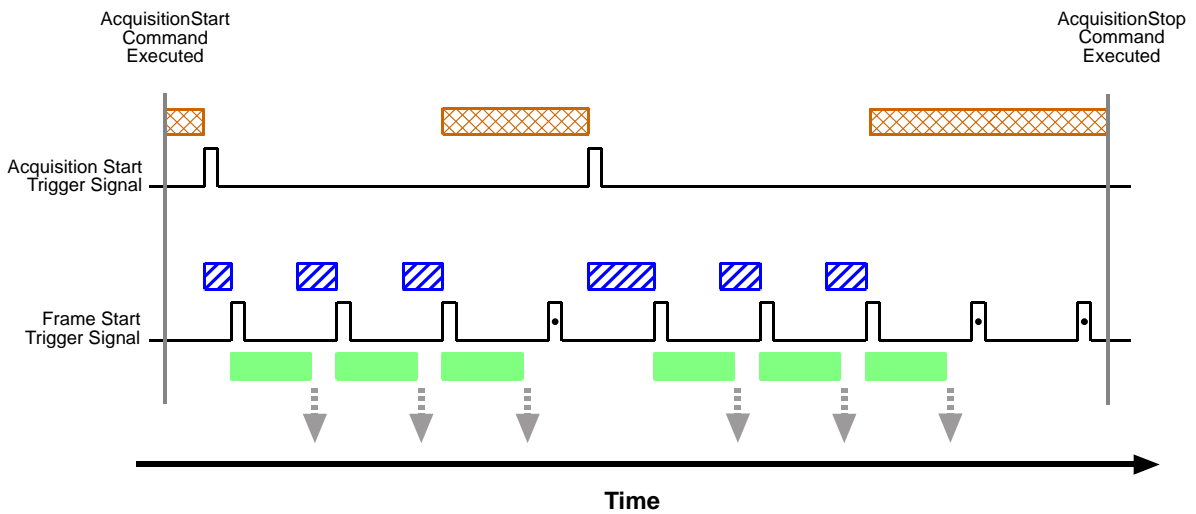 AcquisitionStart
Command
Executed
AcquisitionStop
Command
Executed
Acquisition Start
Trigger Signal
Frame Start
Trigger Signal
Time